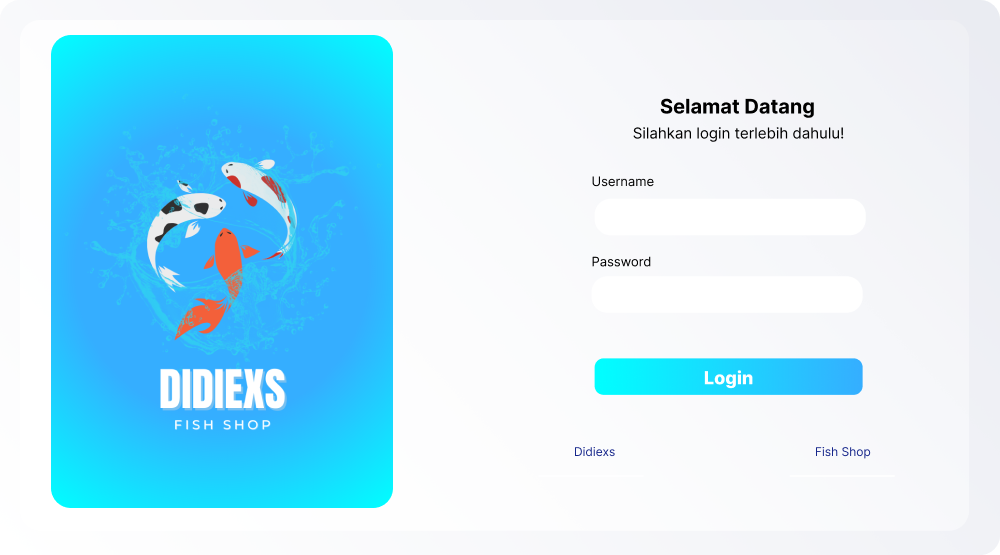 DIDIEXS
FISH SHOP
Selamat Datang
Silahkan login terlebih dahulu!
Username
Password
Login
Didiexs
Fish Shop